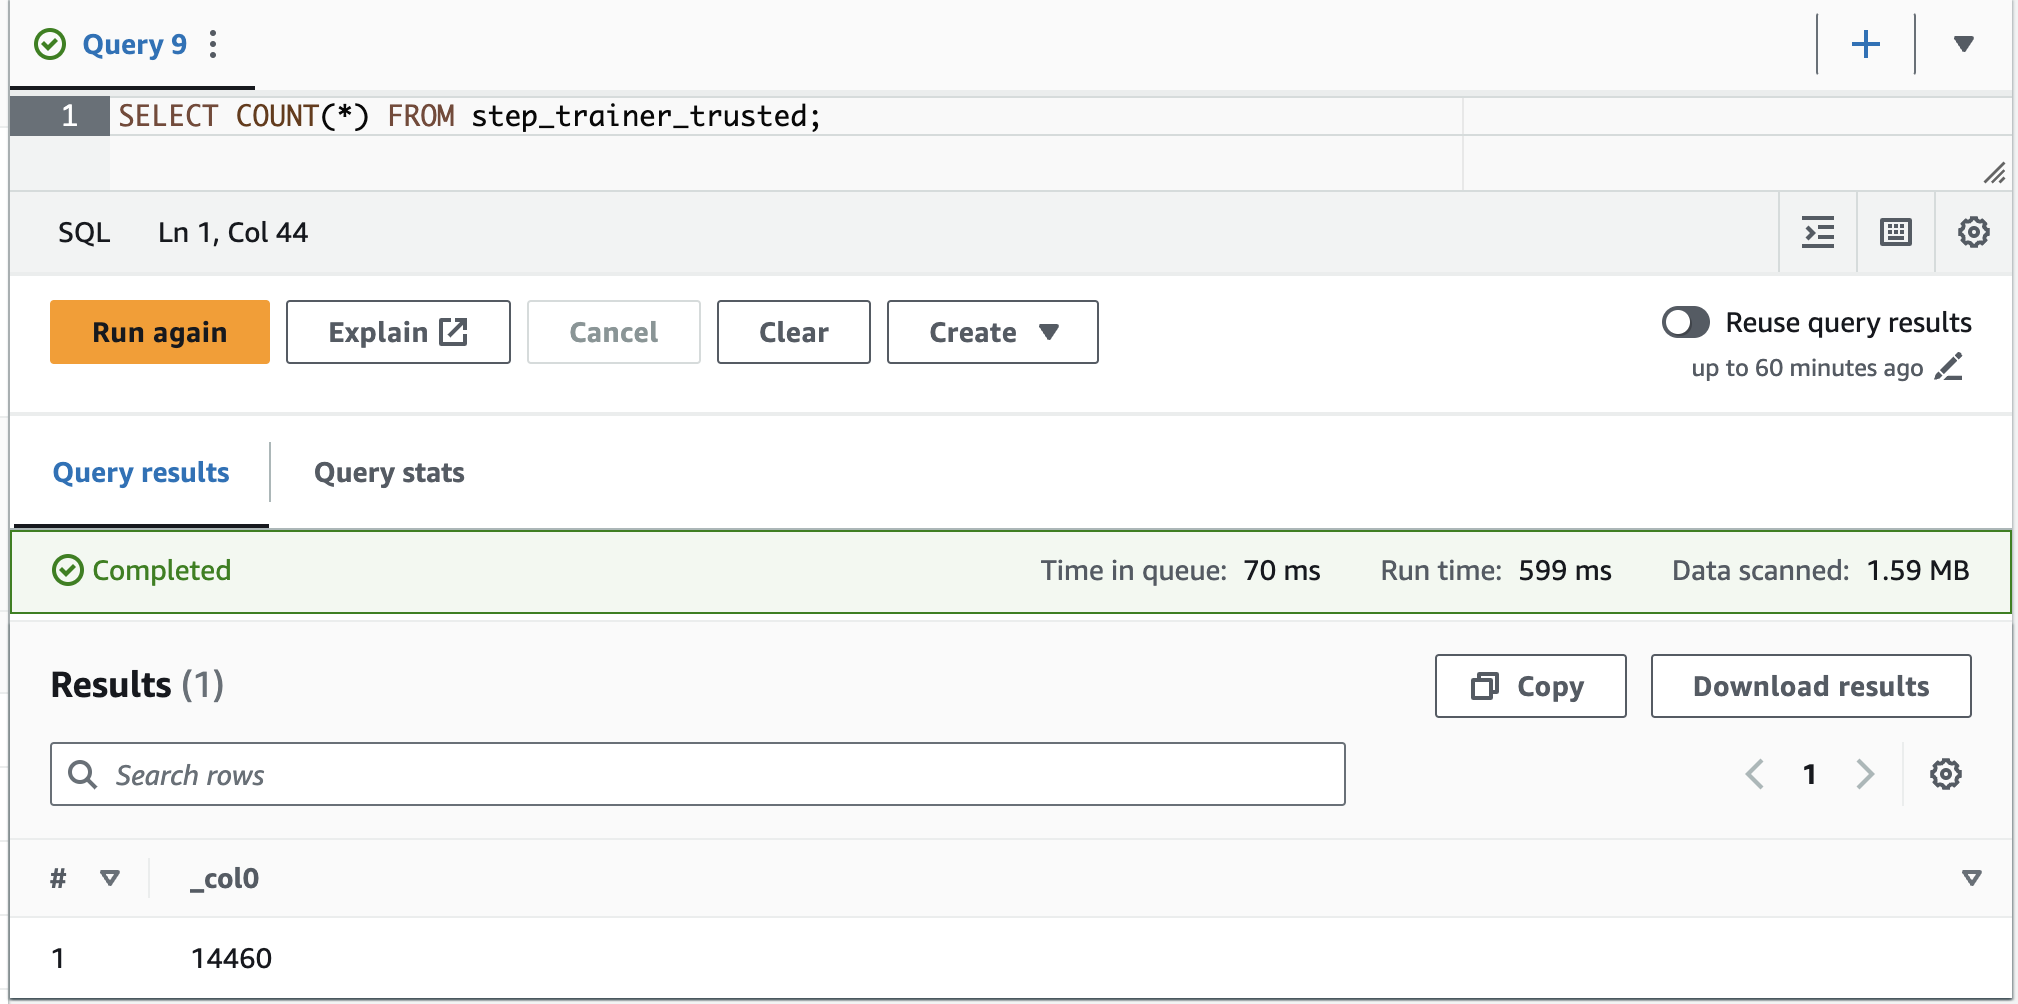 Query 9
1 SELECT COUNT(*) FROM step_trainer_trusted;
SQL Ln 1, Col 44
Run again Explain Cancel Clear Create Reuse query results
up to 60 minutes ago
Query results Query stats
Completed Time in queue: 70 ms Run time: 599 ms Data scanned: 1.59 MB
Results (1) Copy Download results
Search rows 1
# _col0
1 14460